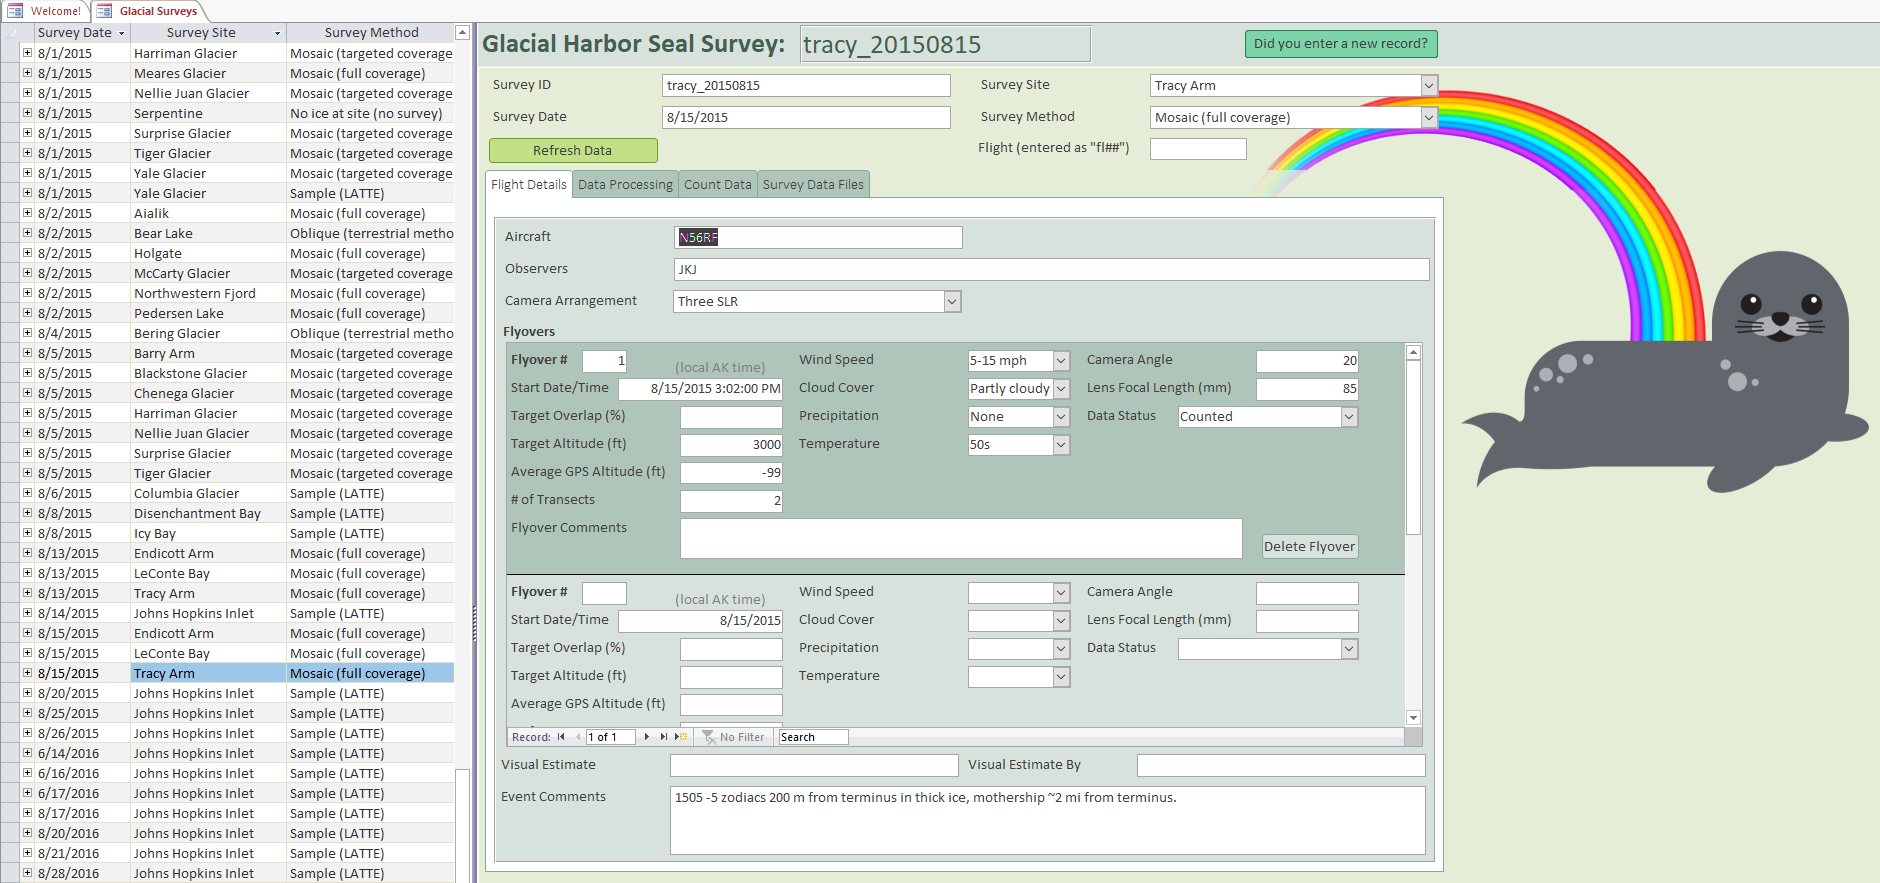 Welcome! Glacial Surveys
Survey Date Survey Site Survey Method
8/1/2015 Harriman Glacier Mosaic (targeted coverage
8/1/2015 Meares Glacier Mosaic (full coverage)
8/1/2015 Nellie Juan Glacier Mosaic (targeted coverage
8/1/2015 Serpentine No ice at site (no survey)
8/1/2015 Surprise Glacier Mosaic (targeted coverage
8/1/2015 Tiger Glacier Mosaic (targeted coverage
8/1/2015 Yale Glacier Mosaic (targeted coverage
8/1/2015 Yale Glacier Sample (LATTE)
8/2/2015 Aialik Mosaic (full coverage)
8/2/2015 Bear Lake Oblique (terrestrial metho
8/2/2015 Holgate Mosaic (full coverage)
8/2/2015 McCarty Glacier Mosaic (targeted coverage
8/2/2015 Northwestern Fjord Mosaic (full coverage)
8/2/2015 Pedersen Lake Mosaic (full coverage)
8/4/2015 Bering Glacier Oblique (terrestrial metho
8/5/2015 Barry Arm Mosaic (targeted coverage
8/5/2015 Blackstone Glacier Mosaic (targeted coverage
8/5/2015 Chenega Glacier Mosaic (targeted coverage
8/5/2015 Harriman Glacier Mosaic (targeted coverage
8/5/2015 Nellie Juan Glacier Mosaic (targeted coverage
8/5/2015 Surprise Glacier Mosaic (targeted coverage
8/5/2015 Tiger Glacier Mosaic (targeted coverage
8/6/2015 Columbia Glacier Sample (LATTE)
8/8/2015 Disenchantment Bay Sample (LATTE)
8/8/2015 Icy Bay Sample (LATTE)
8/13/2015 Endicott Arm Mosaic (full coverage)
8/13/2015 LeConte Bay Mosaic (full coverage)
8/13/2015 Tracy Arm Mosaic (full coverage)
8/14/2015 Johns Hopkins Inlet Sample (LATTE)
8/15/2015 Endicott Arm Mosaic (full coverage)
8/15/2015 LeConte Bay Mosaic (full coverage)
8/15/2015 Tracy Arm Mosaic (full coverage)
8/20/2015 Johns Hopkins Inlet Sample (LATTE)
8/25/2015 Johns Hopkins Inlet Sample (LATTE)
8/26/2015 Johns Hopkins Inlet Sample (LATTE)
6/14/2016 Johns Hopkins Inlet Sample (LATTE)
6/16/2016 Johns Hopkins Inlet Sample (LATTE)
6/17/2016 Johns Hopkins Inlet Sample (LATTE)
8/17/2016 Johns Hopkins Inlet Sample (LATTE)
8/20/2016 Johns Hopkins Inlet Sample (LATTE)
8/21/2016 Johns Hopkins Inlet Sample (LATTE)
8/28/2016 Johns Hopkins Inlet Sample (LATTE)
Glacial Harbor Seal Survey: tracy_20150815 Did you enter a new record?
Survey ID tracy_20150815 Survey Site Tracy Arm
Survey Date 8/15/2015 Survey Method Mosaic (full coverage)
Refresh Data Flight (entered as "fl##")
Flight Details Data Processing Count Data Survey Data Files
Aircraft N56RF
Observers JKJ
Camera Arrangement Three SLR
Flyovers
Flyover # 1 (local AK time) Wind Speed 5-15 mph Camera Angle 20
Start Date/Time 8/15/2015 3:02:00 PM Cloud Cover Partly cloudy Lens Focal Length (mm) 85
Target Overlap (%) Precipitation None Data Status Counted
Target Altitude (ft) 3000 Temperature 50s
Average GPS Altitude (ft) -99
# of Transects 2
Flyover Comments Delete Flyover
Flyover # (local AK time) Wind Speed Camera Angle
Start Date/Time 8/15/2015 Cloud Cover Lens Focal Length (mm)
Target Overlap (%) Precipitation Data Status
Target Altitude (ft) Temperature
Average GPS Altitude (ft)
Record: 1 of 1 No Filter Search
Visual Estimate Visual Estimate By
Event Comments 1505 -5 zodiacs 200 m from terminus in thick ice, mothership ~2 mi from terminus.